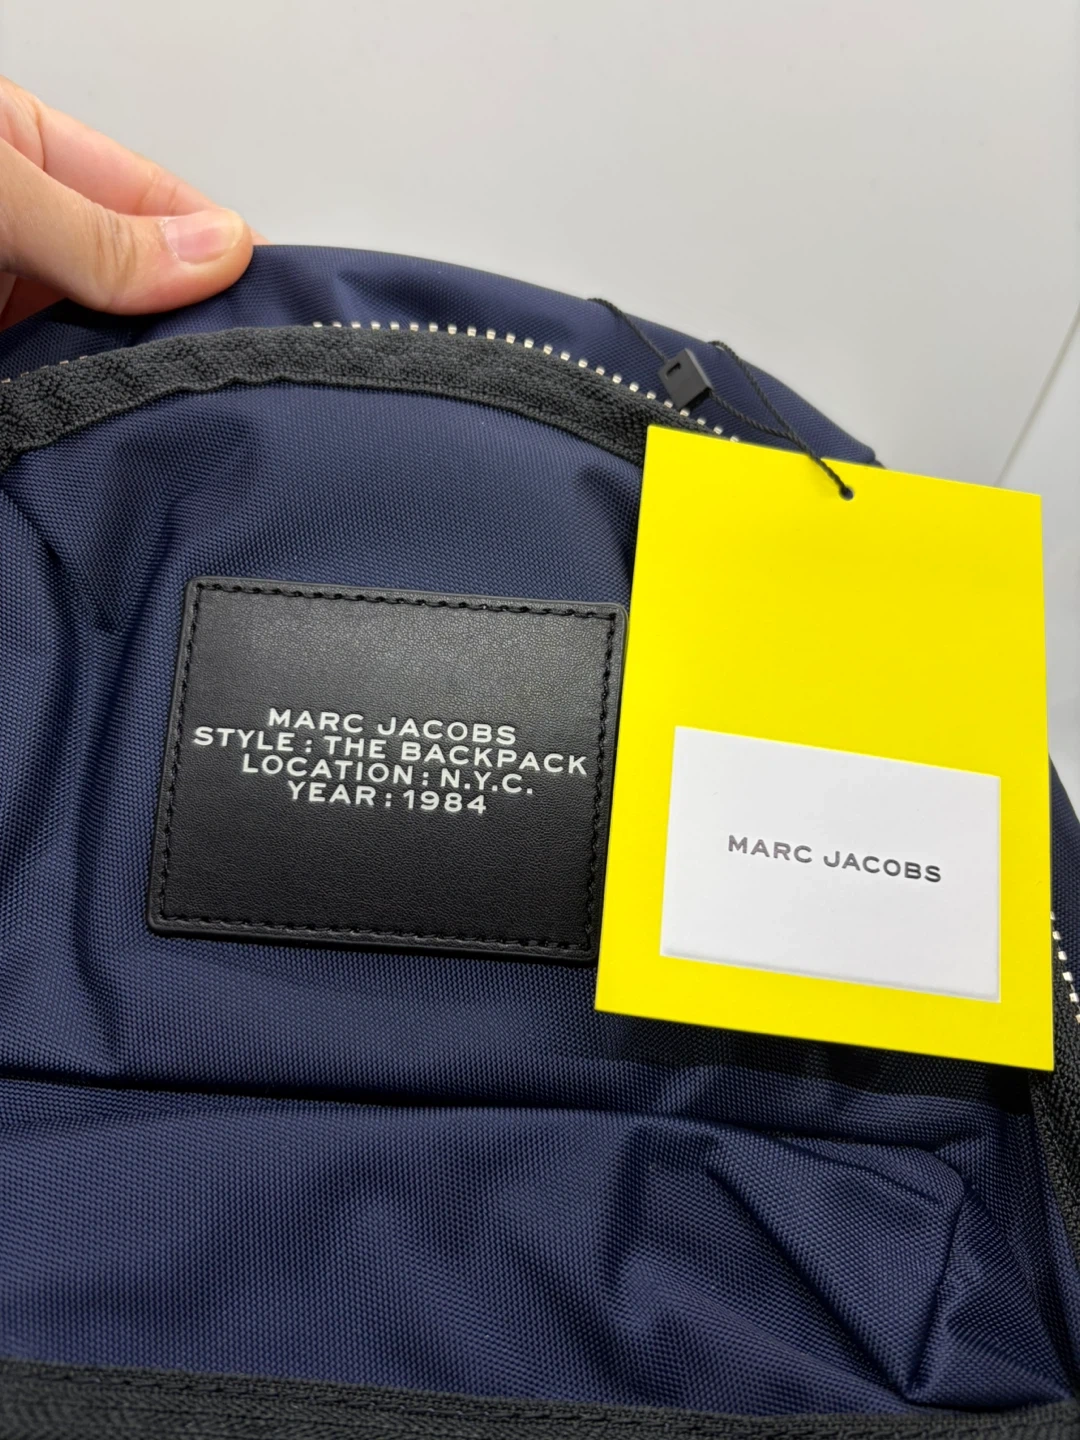 MARC JACOBS
STYLE : THE BACKPACK
LOCATION : N.Y.C.
YEAR : 1984
MARC JACOBS